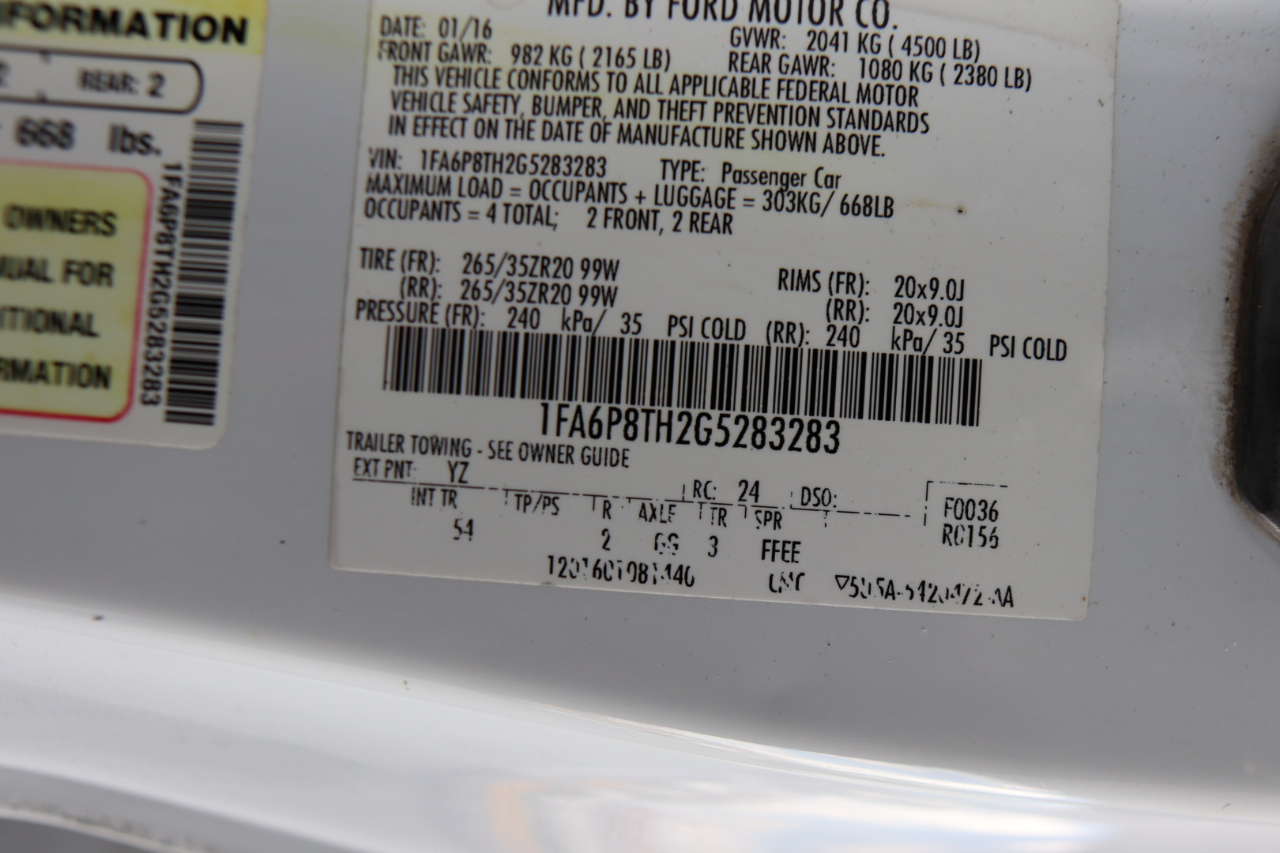 INFORMATION
REAR: 2
668 lbs.
OWNERS
FOR
1FA6P8TH2G5283283
MFD. BY FORD MOTOR CO.
DATE: 01/16 GVWR: 2041 KG ( 4500 LB)
FRONT GAWR: 982 KG ( 2165 LB) REAR GAWR: 1080 KG ( 2380 LB)
THIS VEHICLE CONFORMS TO ALL APPLICABLE FEDERAL MOTOR
VEHICLE SAFETY, BUMPER, AND THEFT PREVENTION STANDARDS
IN EFFECT ON THE DATE OF MANUFACTURE SHOWN ABOVE.
VIN: 1FA6P8TH2G5283283 TYPE: Passenger Car
MAXIMUM LOAD = OCCUPANTS + LUGGAGE = 303KG/ 668LB
OCCUPANTS = 4 TOTAL; 2 FRONT, 2 REAR
TIRE (FR): 265/35ZR20 99W RIMS (FR): 20x9.0J
(RR): 265/35ZR20 99W (RR): 20x9.0J
PRESSURE (FR): 240 kPa/ 35 PSI COLD (RR): 240 kPa/ 35 PSI COLD
1FA6P8TH2G5283283
TRAILER TOWING - SEE OWNER GUIDE
EXT PNT: YZ RC: 24 DSO: F0036
INT TR TP/PS R AXLE TR SPR R0156
54 2 GG 3 FFEE